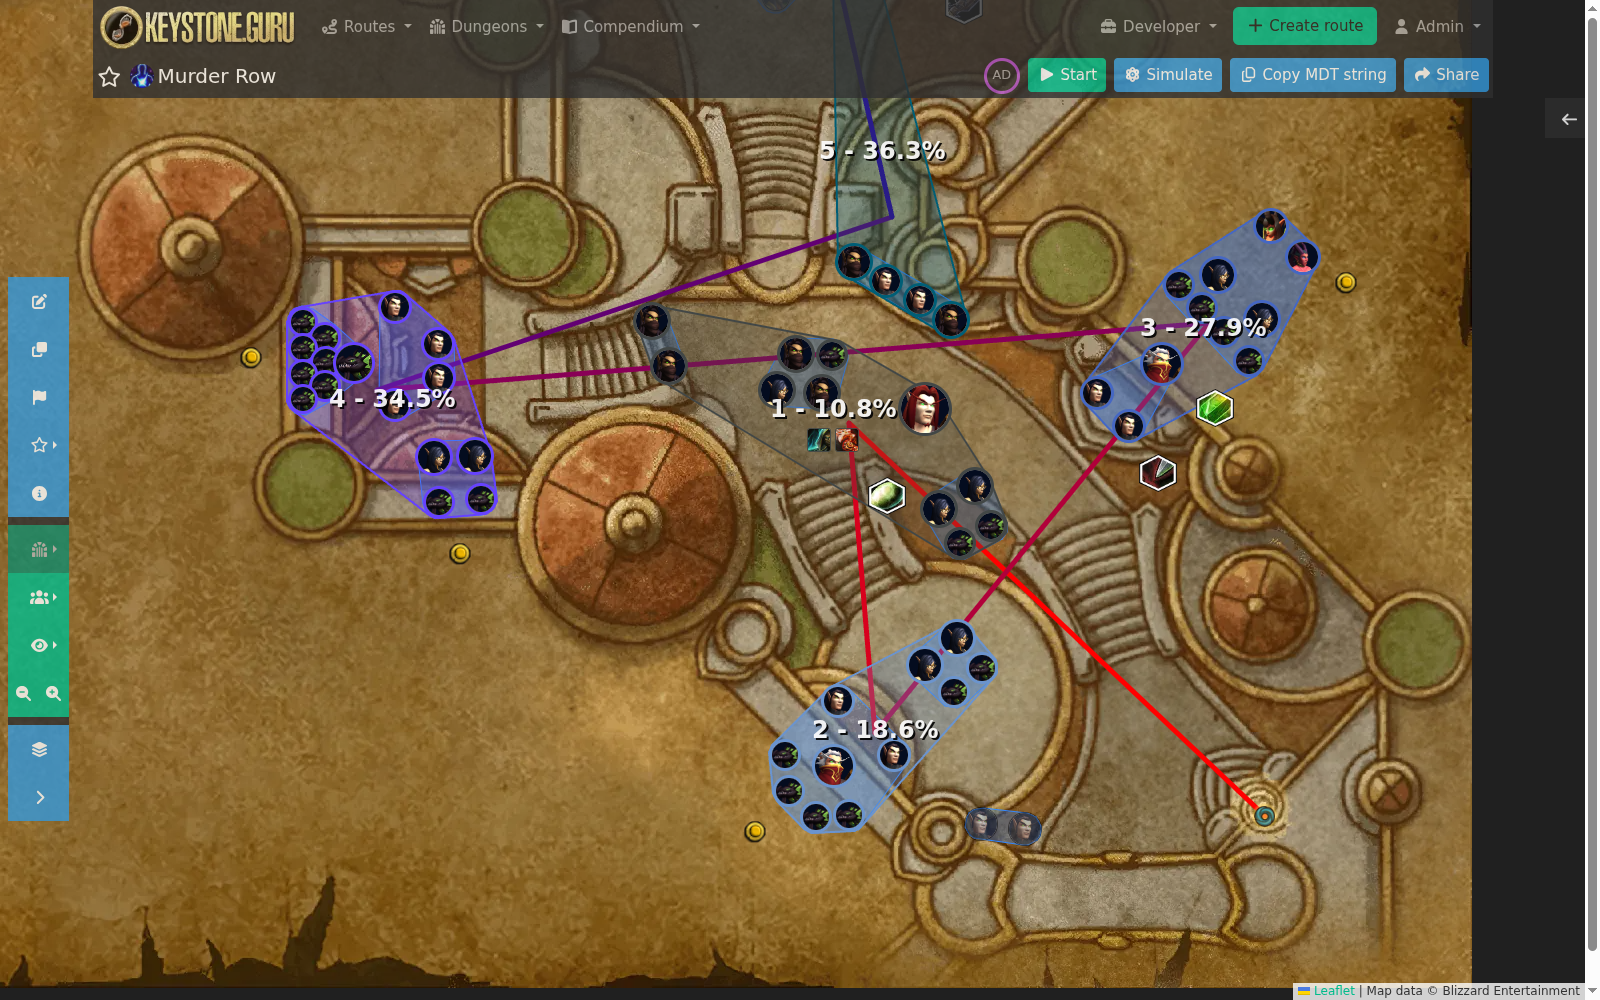 KEYSTONE.GURU
Routes
Dungeons
Compendium
Developer
Create route
Admin
Murder Row
AD
Start
Simulate
Copy MDT string
Share
5 - 36.3%
3 - 27.9%
4 - 34.5%
1 - 10.8%
2 - 18.6%
Leaflet | Map data © Blizzard Entertainment